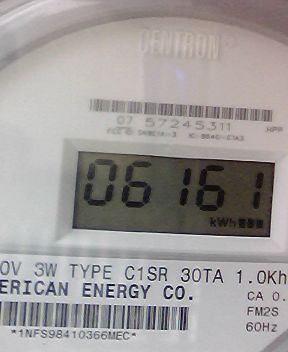 CENTRON
07 57245311 HPP
06161
kWh
0V 3W TYPE C1SR 30TA 1.0Kh
ERICAN ENERGY CO. CA 0.
FM2S
*1NFS98410366MEC* 60Hz